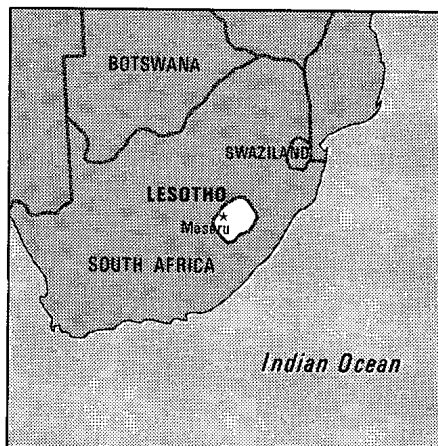 BOTSWANA
SWAZILAND
LESOTHO
Maseru
SOUTH AFRICA
Indian Ocean